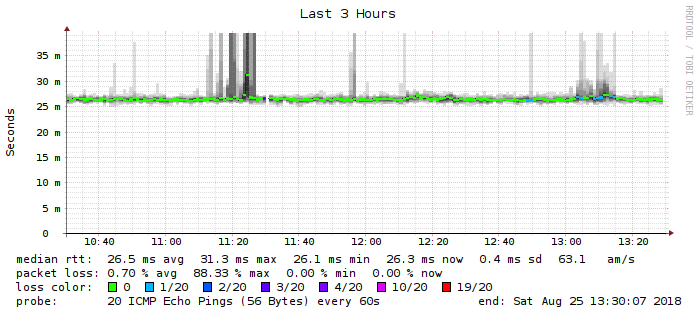 Last 3 Hours
RRDTOOL / TOBI OETIKER
Seconds
35 m
30 m
25 m
20 m
15 m
10 m
5 m
0
10:40 11:00 11:20 11:40 12:00 12:20 12:40 13:00 13:20
median rtt: 26.5 ms avg 31.3 ms max 26.1 ms min 26.3 ms now 0.4 ms sd 63.1 am/s
packet loss: 0.70 % avg 88.33 % max 0.00 % min 0.00 % now
loss color: 0 1/20 2/20 3/20 4/20 10/20 19/20
probe: 20 ICMP Echo Pings (56 Bytes) every 60s end: Sat Aug 25 13:30:07 2018